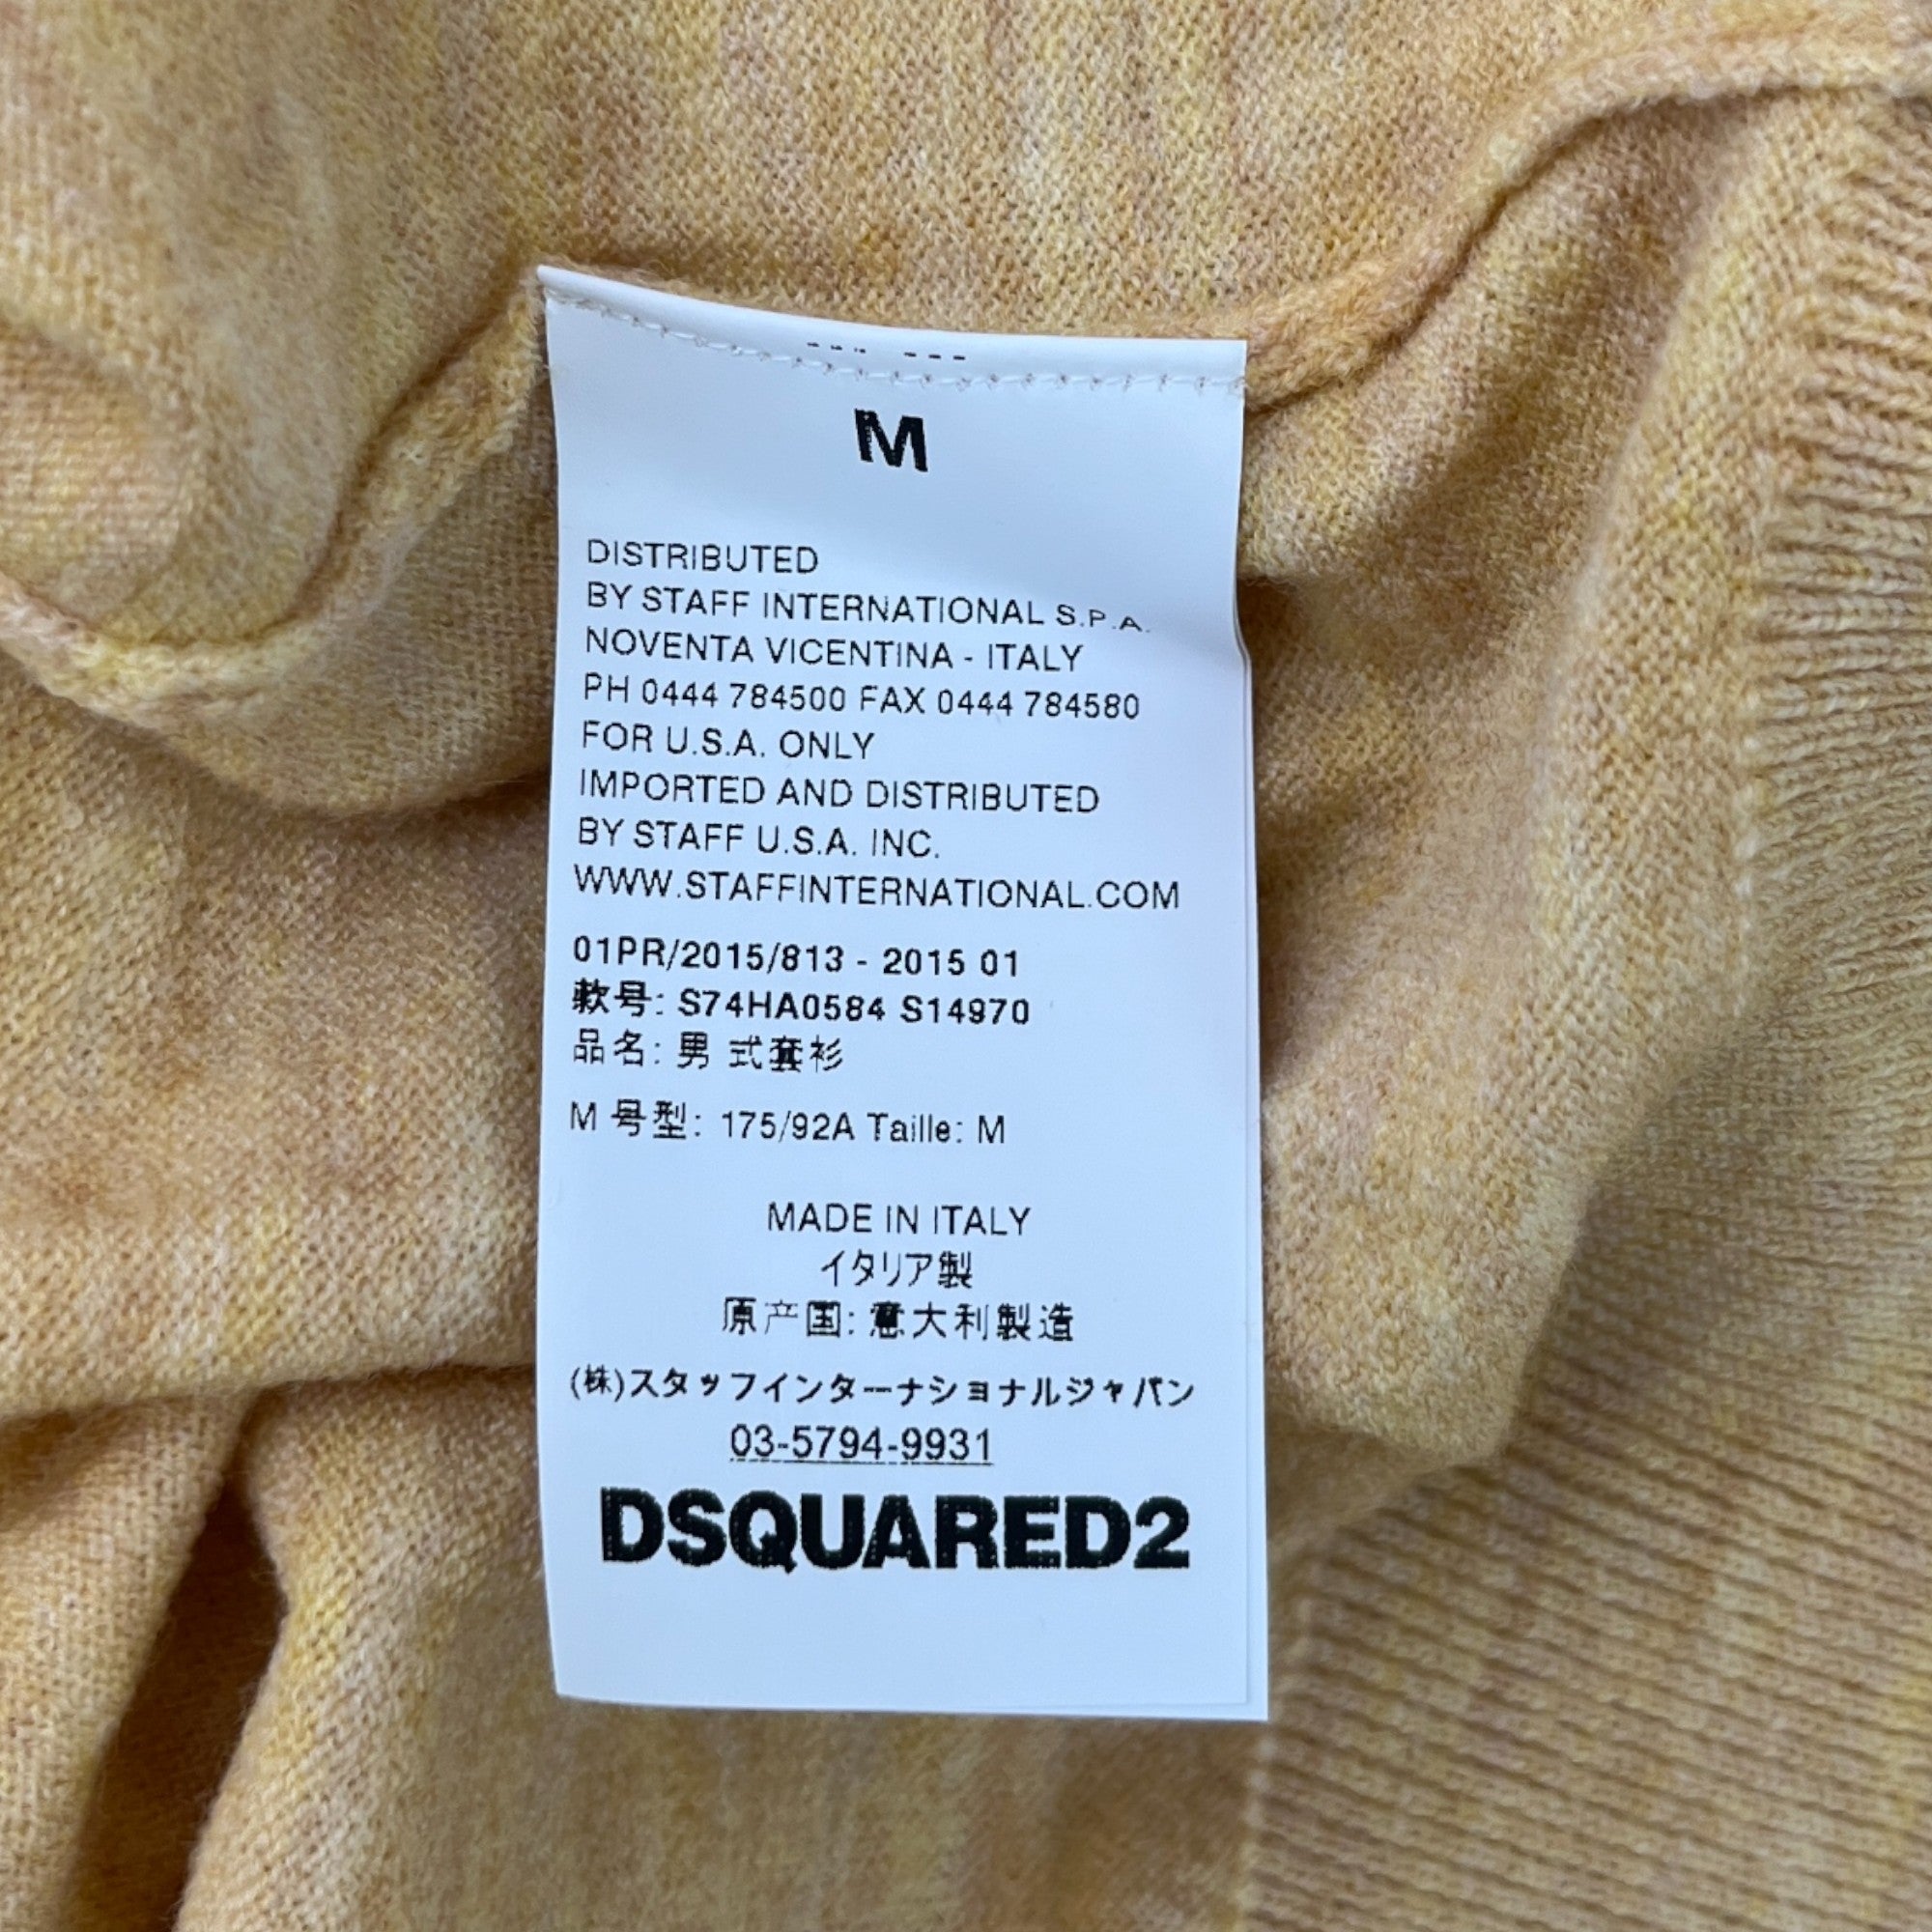 M
DISTRIBUTED
BY STAFF INTERNATIONAL S.P.A.
NOVENTA VICENTINA - ITALY
PH 0444 784500 FAX 0444 784580
FOR U.S.A. ONLY
IMPORTED AND DISTRIBUTED
BY STAFF U.S.A. INC.
WWW.STAFFINTERNATIONAL.COM
01PR/2015/813 - 2015 01
款号: S74HA0584 S14970
品名: 男 式套衫
M 号型: 175/92A Taille: M
MADE IN ITALY
イタリア製
原产国: 意大利製造
(株)スタッフインターナショナルジャパン
03-5794-9931
DSQUARED2